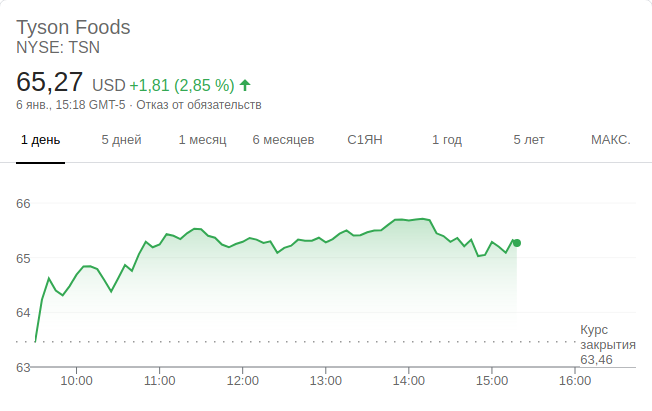 Tyson Foods
NYSE: TSN
65,27 USD +1,81 (2,85 %)
6 янв., 15:18 GMT-5 · Отказ от обязательств
1 день 5 дней 1 месяц 6 месяцев С1ЯН 1 год 5 лет МАКС.
66
65
64
63
Курс
закрытия
63,46
10:00 11:00 12:00 13:00 14:00 15:00 16:00